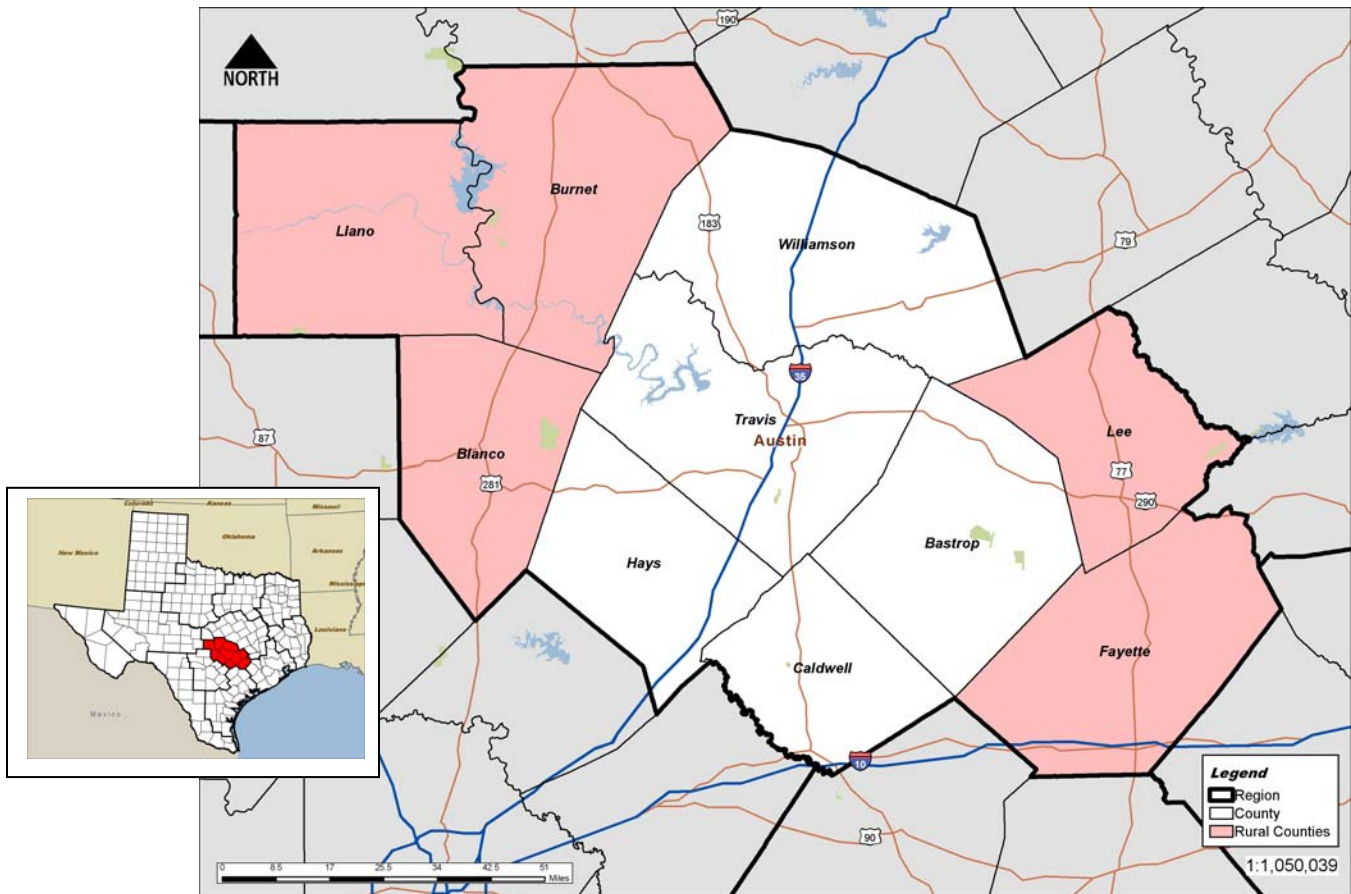 NORTH
190
Burnet
Llano
183
Williamson
79
35
Travis
Austin
Lee
87
Blanco
281
77
290
Bastrop
Hays
Fayette
Caldwell
10
90
Colorado
Kansas
Missouri
Oklahoma
New Mexico
Arkansas
Louisiana
Mexico
Legend
Region
County
Rural Counties
0 8.5 17 25.5 34 42.5 51
Miles
1:1,050,039